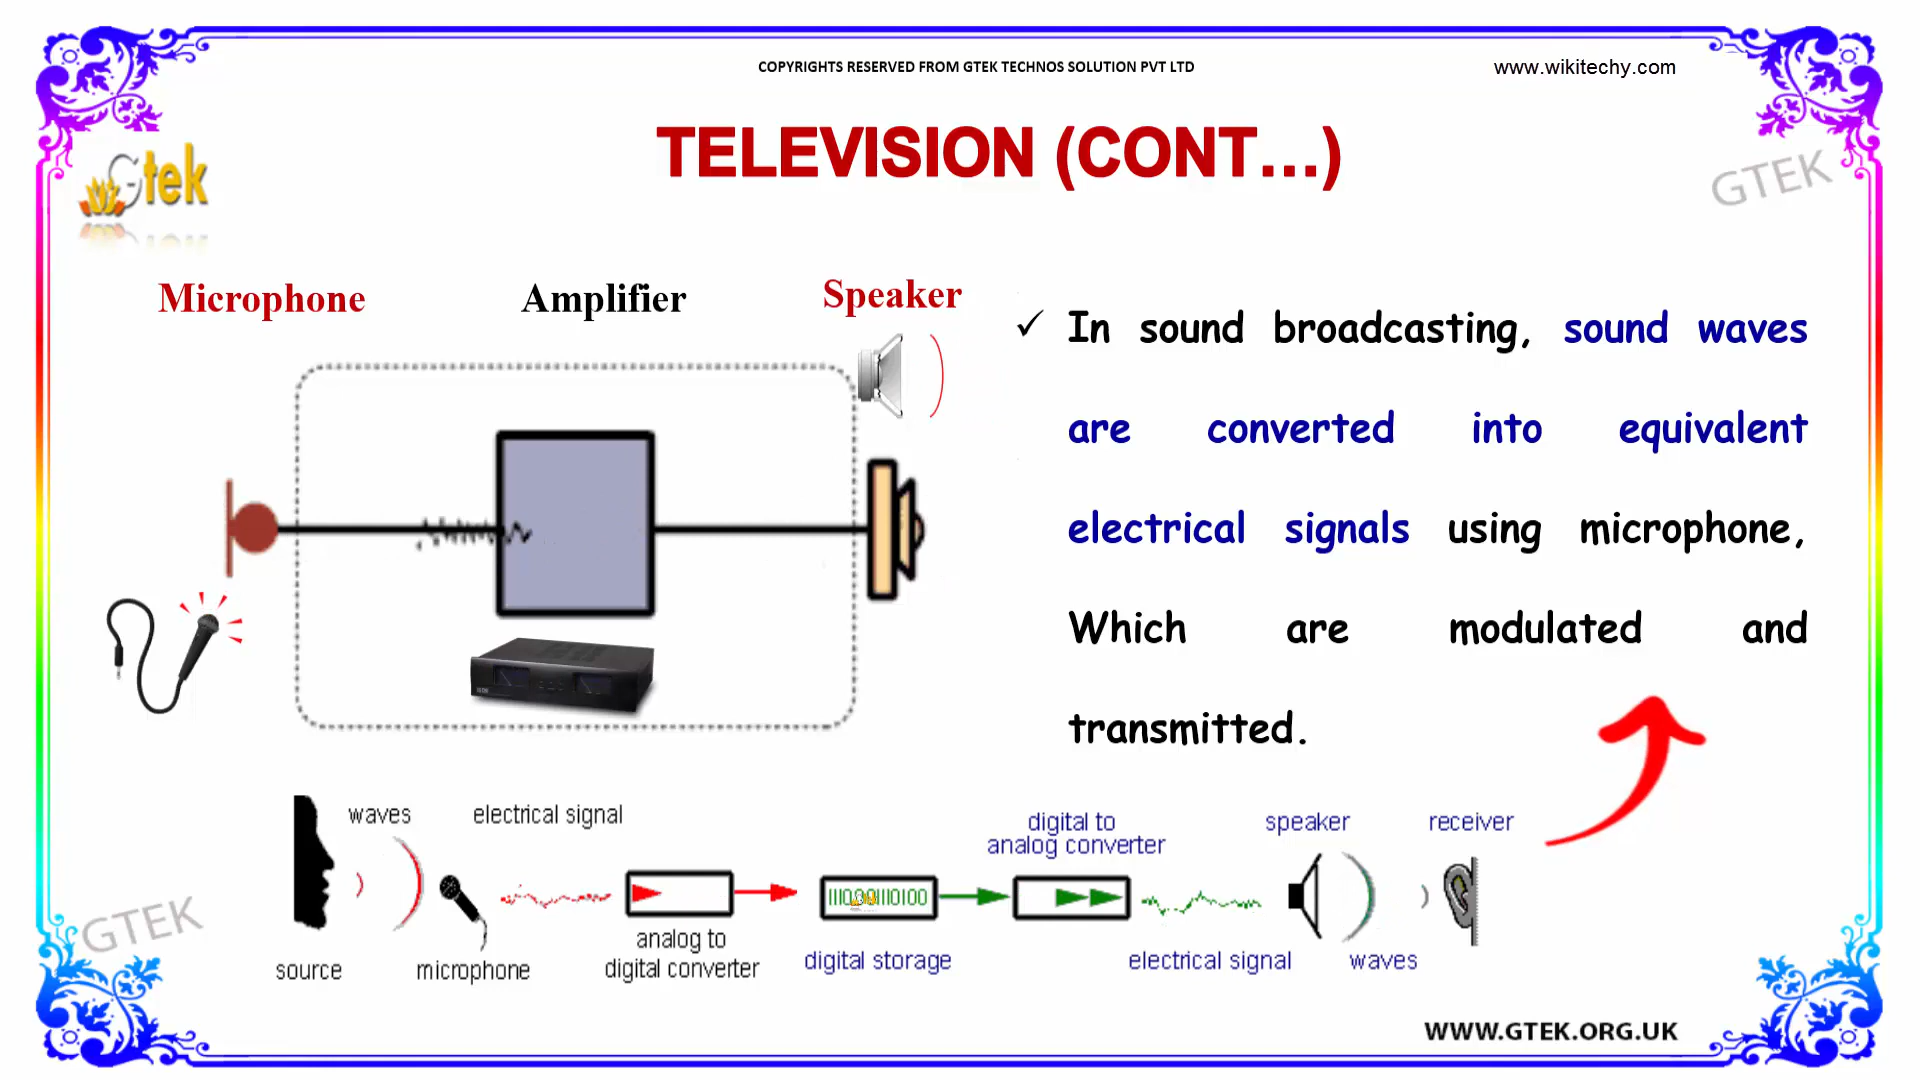 COPYRIGHTS RESERVED FROM GTEK TECHNOS SOLUTION PVT LTD
www.wikitechy.com
TELEVISION (CONT...)
Gtek
GTEK
Microphone
Amplifier
Speaker
✓ In sound broadcasting, sound waves
are converted into equivalent
electrical signals using microphone,
Which are modulated and
transmitted.
GTEK
waves
electrical signal
digital to
analog converter
speaker
receiver
source
microphone
analog to
digital converter
digital storage
electrical signal
waves
GTEK
WWW.GTEK.ORG.UK